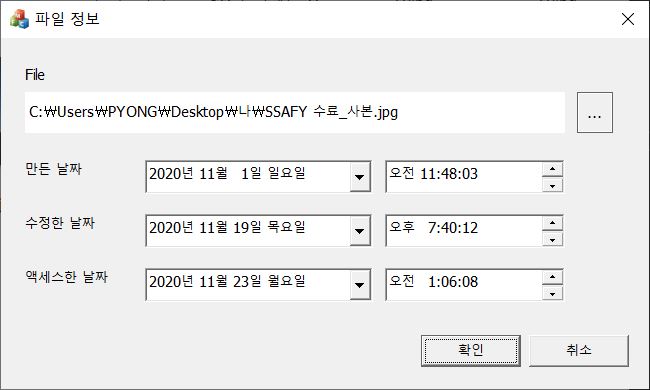 파일 정보
File
C:₩Users₩PYONG₩Desktop₩나₩SSAFY 수료_사본.jpg ...
만든 날짜 2020년 11월 1일 일요일 오전 11:48:03
수정한 날짜 2020년 11월 19일 목요일 오후 7:40:12
액세스한 날짜 2020년 11월 23일 월요일 오전 1:06:08
확인 취소